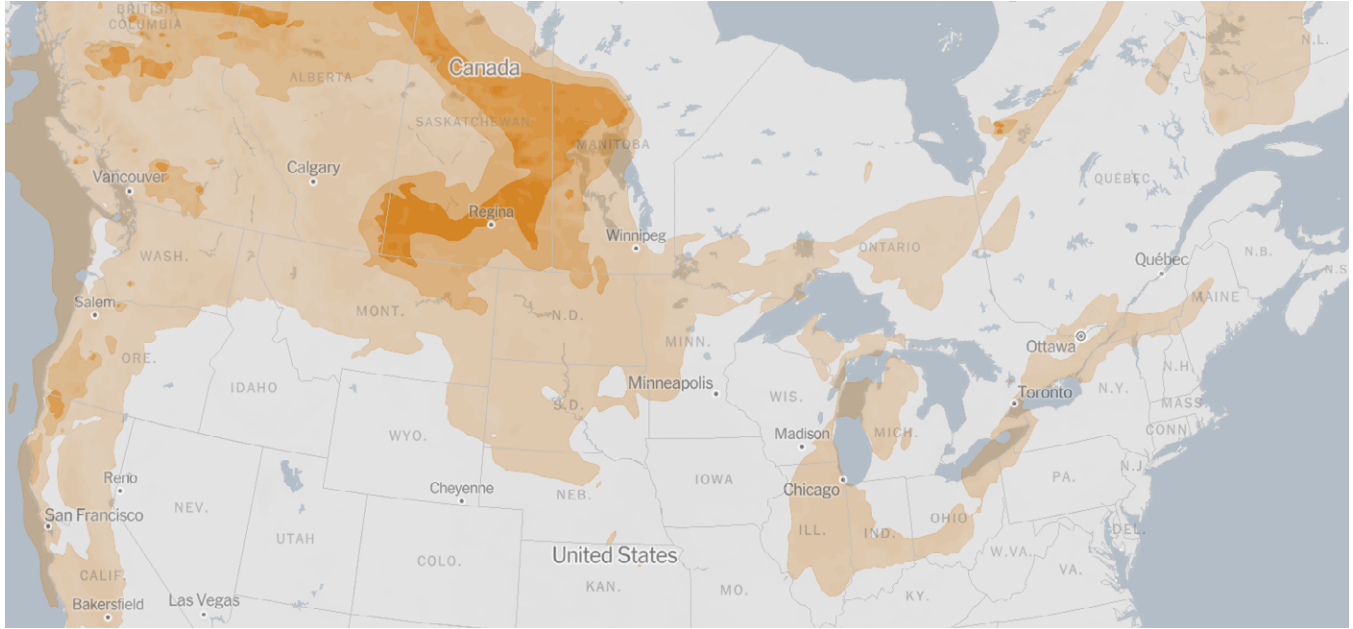 BRITISH
COLUMBIA
N.L.
Canada
ALBERTA
SASKATCHEWAN
MANITOBA
Calgary
Vancouver
QUÉBEC
Regina
Winnipeg
ONTARIO
WASH.
Québec
N.B.
N.S.
Salem
MAINE
MONT.
N.D.
MINN.
Ottawa
ORE.
N.H.
IDAHO
Minneapolis
N.Y.
WIS.
Toronto
S.D.
MASS.
WYO.
Madison
MICH.
CONN.
PA.
N.J.
Reno
Cheyenne
NEB.
IOWA
Chicago
NEV.
San Francisco
OHIO
ILL.
IND.
DEL.
UTAH
United States
W.VA.
COLO.
KAN.
MO.
KY.
VA.
CALIF.
Bakersfield
Las Vegas